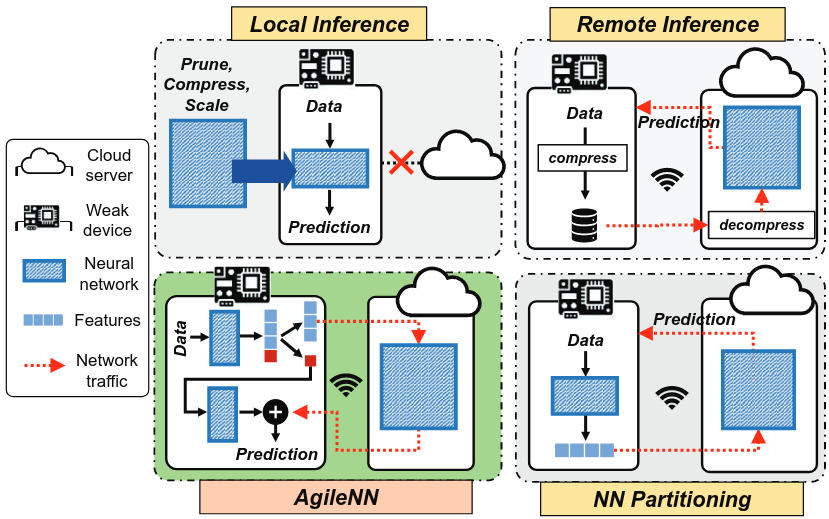 Local Inference
Remote Inference
Prune,
Compress,
Scale
Data
Prediction
Data
compress
Prediction
decompress
Cloud
server
Weak
device
Neural
network
Features
Network
traffic
Data
Prediction
Data
Prediction
AgileNN
NN Partitioning